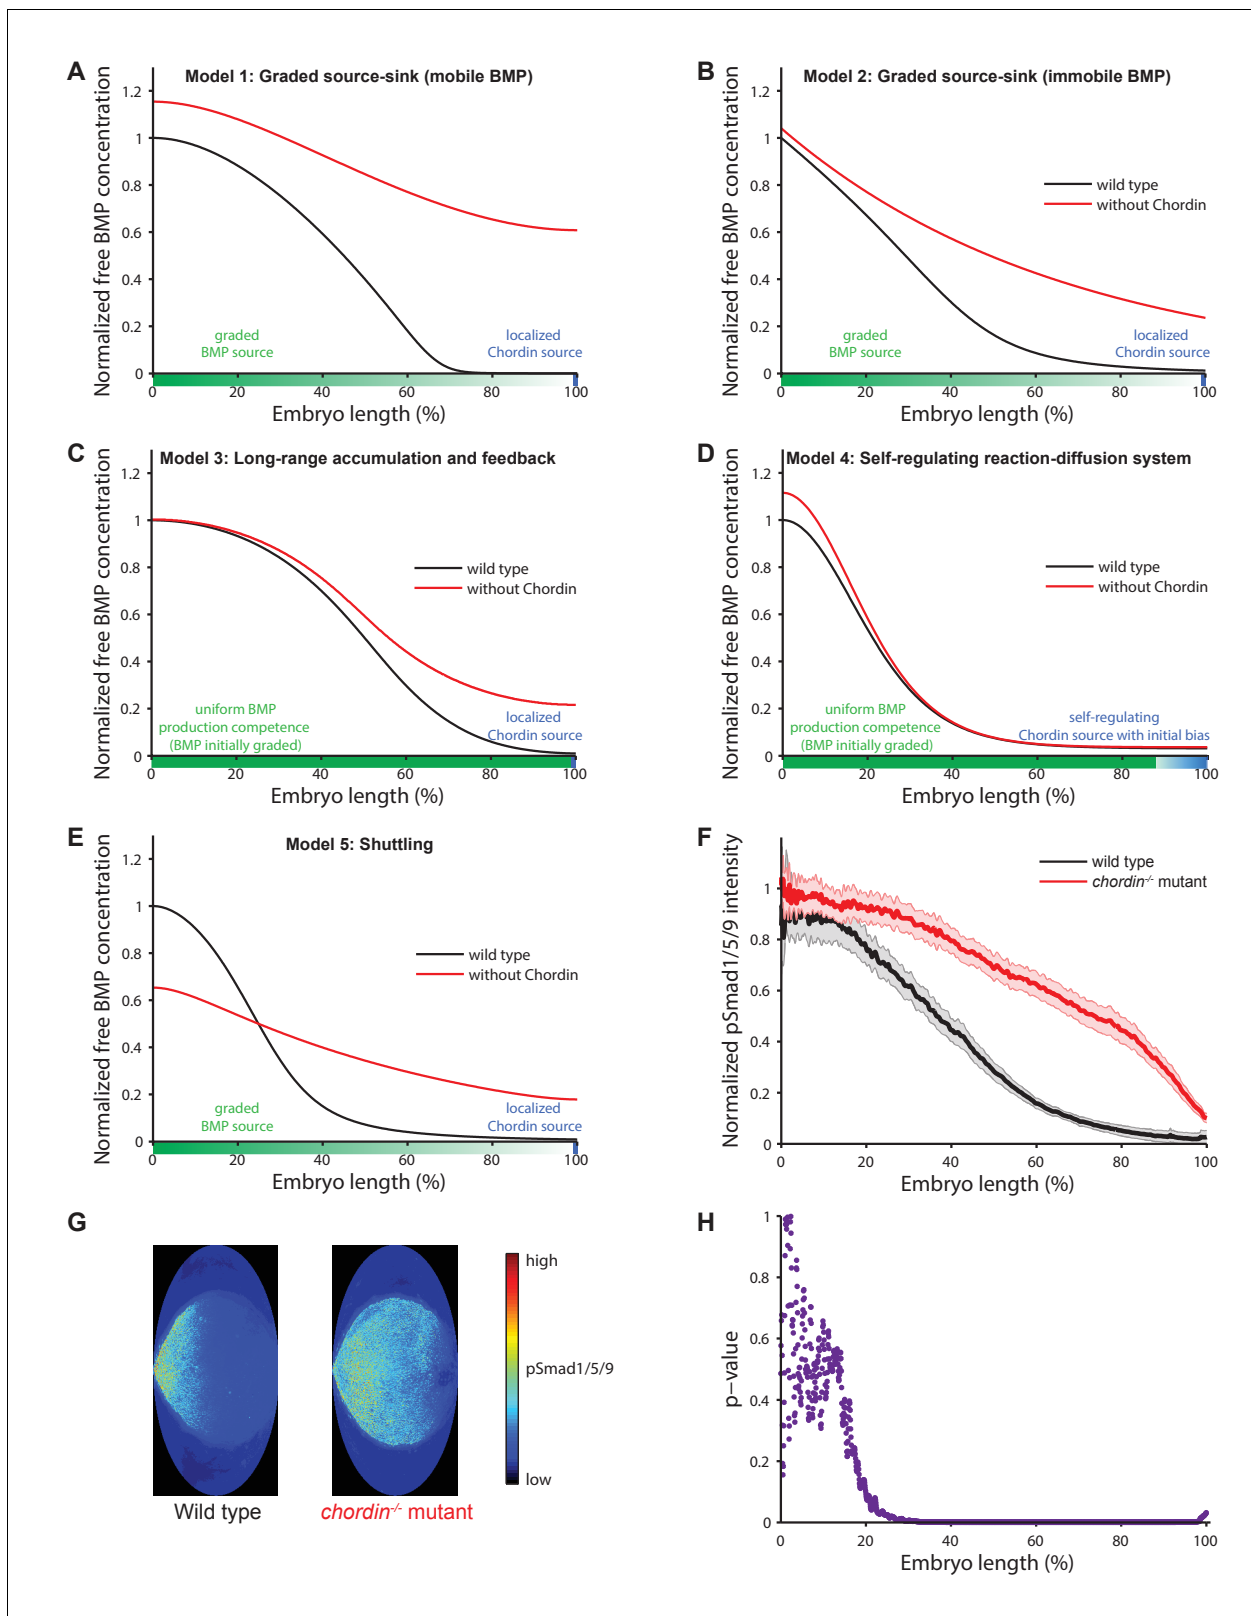 A
Model 1: Graded source-sink (mobile BMP)
Normalized free BMP concentration
1.2
1
0.8
0.6
0.4
0.2
0
graded
BMP source
localized
Chordin source
0 20 40 60 80 100
Embryo length (%)
B
Model 2: Graded source-sink (immobile BMP)
Normalized free BMP concentration
1.2
1
0.8
0.6
0.4
0.2
0
wild type
without Chordin
graded
BMP source
localized
Chordin source
0 20 40 60 80 100
Embryo length (%)
C
Model 3: Long-range accumulation and feedback
Normalized free BMP concentration
1.2
1
0.8
0.6
0.4
0.2
0
wild type
without Chordin
uniform BMP
production competence
(BMP initially graded)
localized
Chordin source
0 20 40 60 80 100
Embryo length (%)
D
Model 4: Self-regulating reaction-diffusion system
Normalized free BMP concentration
1.2
1
0.8
0.6
0.4
0.2
0
wild type
without Chordin
uniform BMP
production competence
(BMP initially graded)
self-regulating
Chordin source with initial bias
0 20 40 60 80 100
Embryo length (%)
E
Model 5: Shuttling
Normalized free BMP concentration
1.2
1
0.8
0.6
0.4
0.2
0
wild type
without Chordin
graded
BMP source
localized
Chordin source
0 20 40 60 80 100
Embryo length (%)
F
Normalized pSmad1/5/9 intensity
1
0.8
0.6
0.4
0.2
0
wild type
chordin-/- mutant
0 20 40 60 80 100
Embryo length (%)
G
high
pSmad1/5/9
low
Wild type
chordin-/- mutant
H
p-value
1
0.8
0.6
0.4
0.2
0
0 20 40 60 80 100
Embryo length (%)